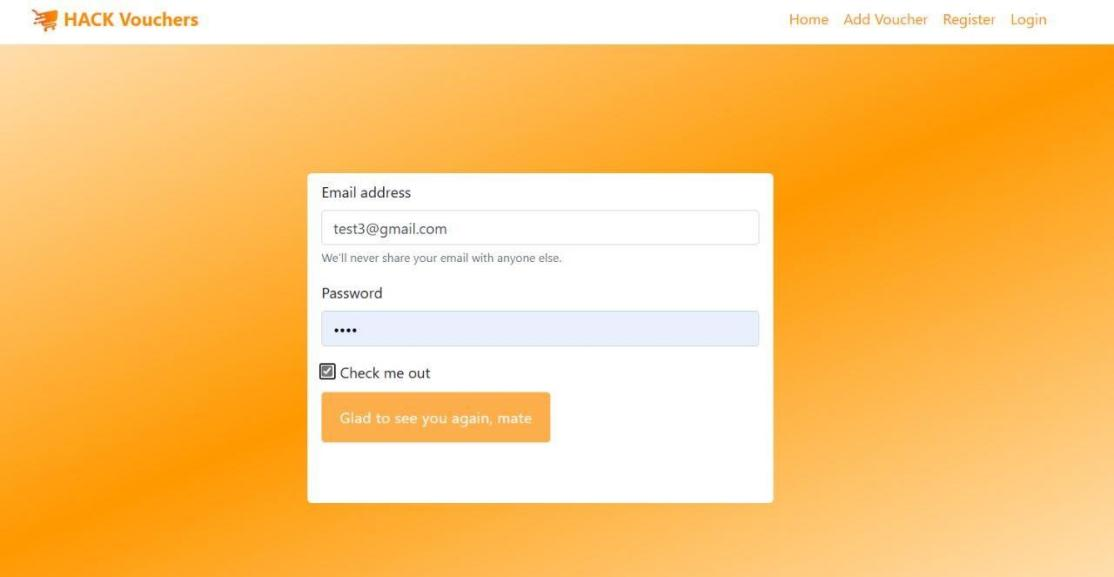 HACK Vouchers
Home Add Voucher Register Login
Email address
test3@gmail.com
We'll never share your email with anyone else.
Password
••••
Check me out
Glad to see you again, mate